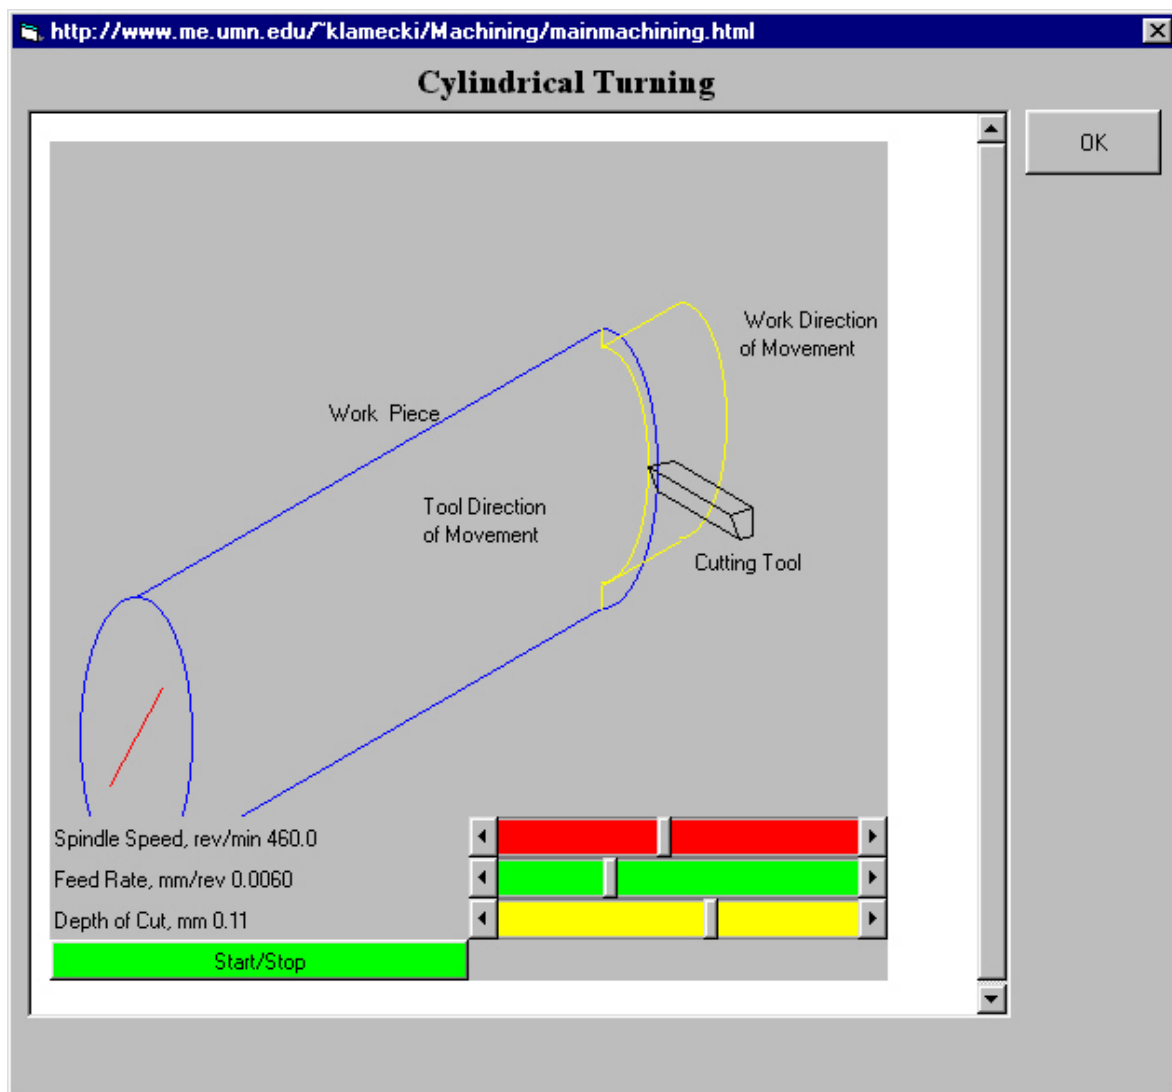 http://www.me.umn.edu/~klamecki/Machining/mainmachining.html
Cylindrical Turning
OK
Work Direction
of Movement
Work Piece
Tool Direction
of Movement
Cutting Tool
Spindle Speed, rev/min 460.0
Feed Rate, mm/rev 0.0060
Depth of Cut, mm 0.11
Start/Stop